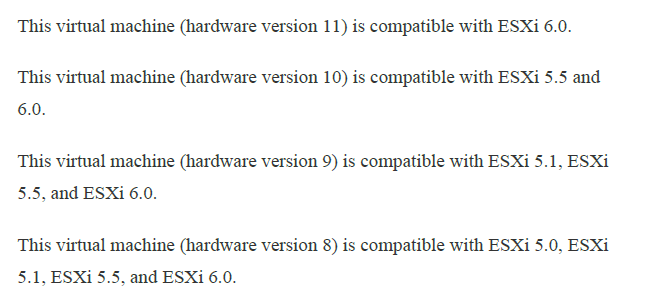 This virtual machine (hardware version 11) is compatible with ESXi 6.0.
This virtual machine (hardware version 10) is compatible with ESXi 5.5 and
6.0.
This virtual machine (hardware version 9) is compatible with ESXi 5.1, ESXi
5.5, and ESXi 6.0.
This virtual machine (hardware version 8) is compatible with ESXi 5.0, ESXi
5.1, ESXi 5.5, and ESXi 6.0.